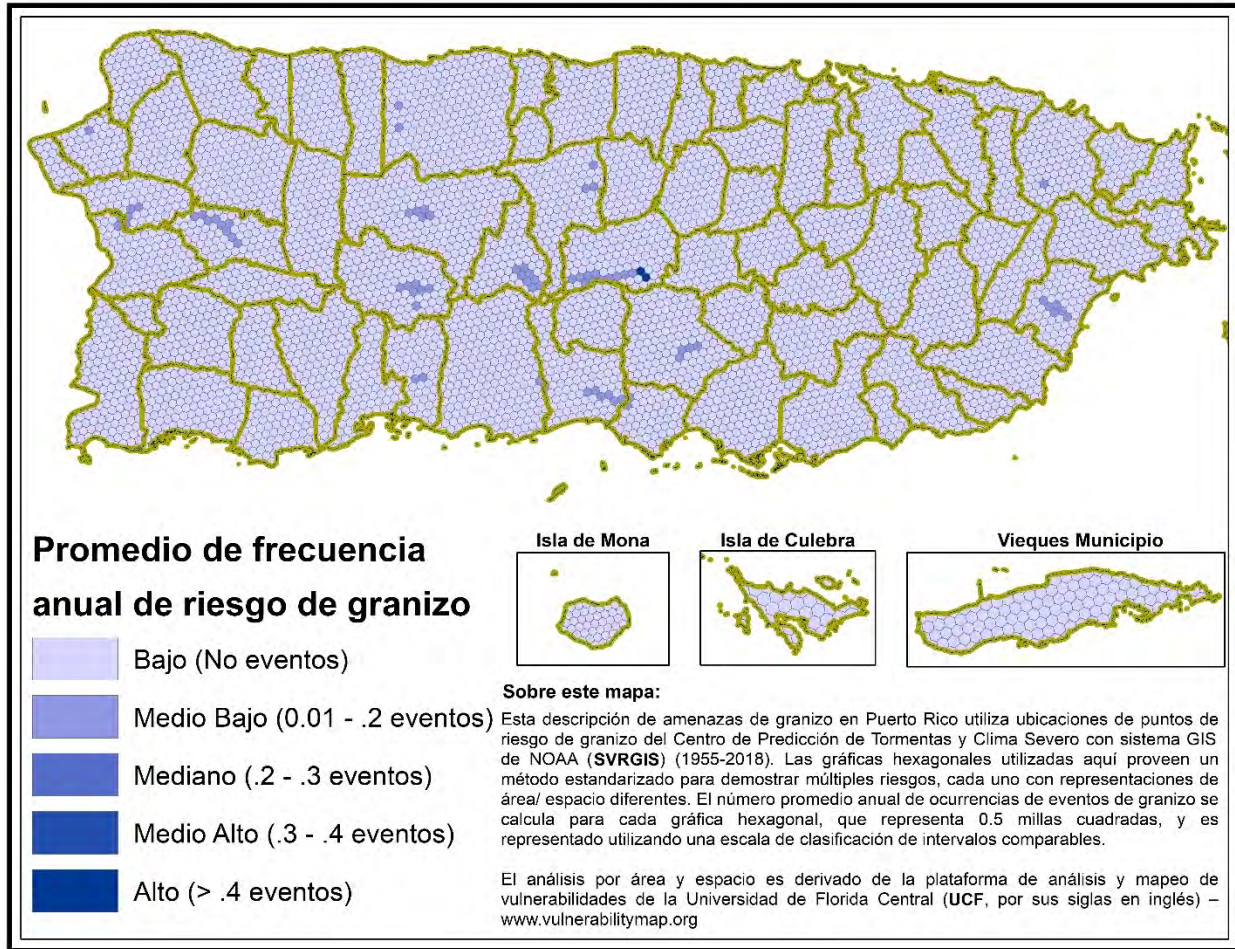 Promedio de frecuencia
anual de riesgo de granizo
Bajo (No eventos)
Medio Bajo (0.01 - .2 eventos)
Mediano (.2 - .3 eventos)
Medio Alto (.3 - .4 eventos)
Alto (> .4 eventos)
Isla de Mona
Isla de Culebra
Vieques Municipio
Sobre este mapa:
Esta descripción de amenazas de granizo en Puerto Rico utiliza ubicaciones de puntos de
riesgo de granizo del Centro de Predicción de Tormentas y Clima Severo con sistema GIS
de NOAA (SVRGIS) (1955-2018). Las gráficas hexagonales utilizadas aquí proveen un
método estandarizado para demostrar múltiples riesgos, cada uno con representaciones de
área/ espacio diferentes. El número promedio anual de ocurrencias de eventos de granizo se
calcula para cada gráfica hexagonal, que representa 0.5 millas cuadradas, y es
representado utilizando una escala de clasificación de intervalos comparables.
El análisis por área y espacio es derivado de la plataforma de análisis y mapeo de
vulnerabilidades de la Universidad de Florida Central (UCF, por sus siglas en inglés) –
www.vulnerabilitymap.org